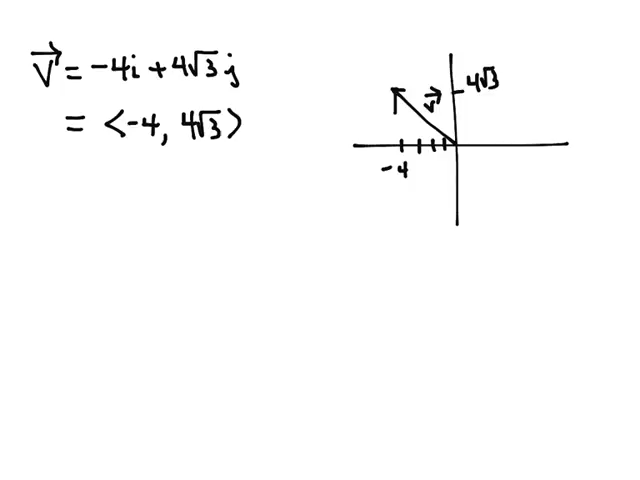 v⃗ = -4i + 4√3 j
= ⟨-4, 4√3⟩
4√3
v⃗
-4